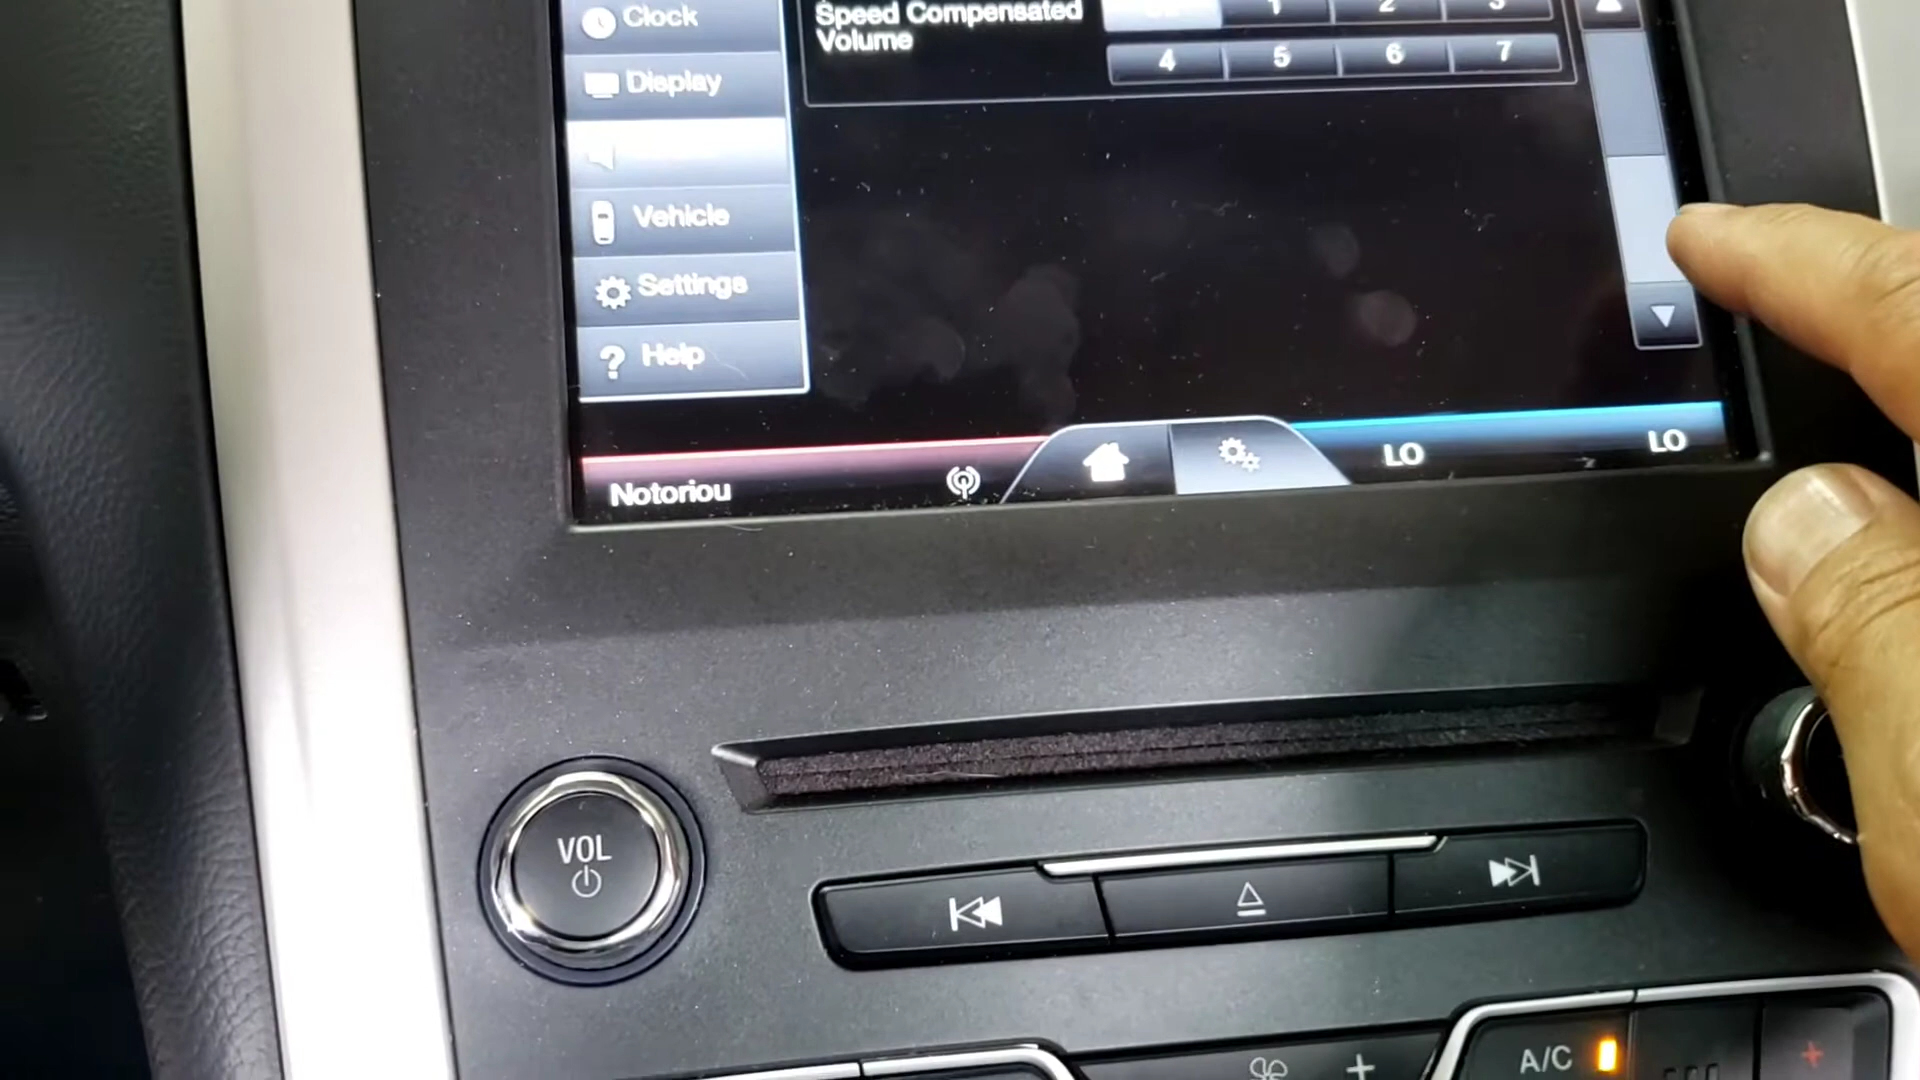 Clock
Speed Compensated
Volume
1 2 3
4 5 6 7
Display
Vehicle
Settings
? Help
Notoriou
LO LO
VOL
A/C
+
+